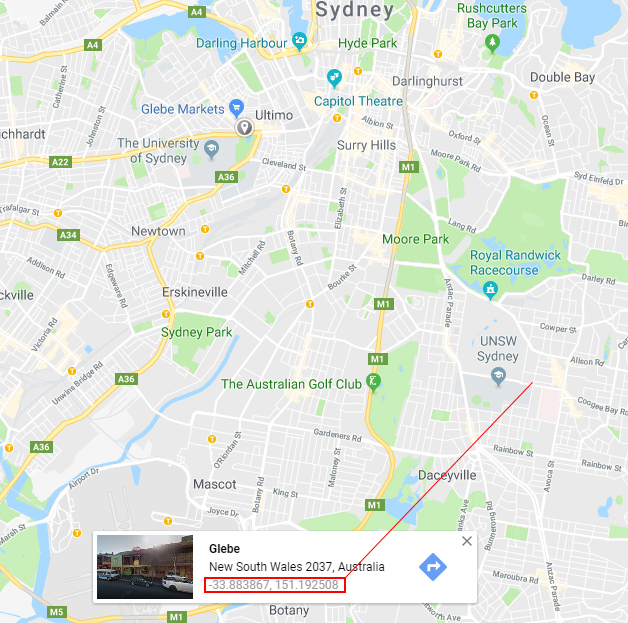 Sydney
Rushcutters
Bay Park
A4
A4
Darling Harbour
Hyde Park
Catherine St
Darlinghurst
Double Bay
Capitol Theatre
Glebe Markets
Johnston St
Ultimo
Albion St
Ocean St
ichhardt
The University
of Sydney
Surry Hills
Oxford St
A22
Cleveland St
M1
Moore Park Rd
A36
Syd Einfeld Dr
Trafalgar St
Elizabeth St
Lang Rd
A34
Newtown
Mitchell Rd
Botany Rd
Moore Park
Royal Randwick
Racecourse
Addison Rd
Edgeware Rd
Bourke St
Darley Rd
ckville
Erskineville
M1
Anzac Parade
Victoria Rd
Sydney Park
Cowper St
UNSW
Sydney
M1
Alison Rd
Unwins Bridge Rd
A36
The Australian Golf Club
Coogee Bay Rd
A36
O'Riordan St
Gardeners Rd
Rainbow St
Maloney St
Rainbow St
Airport Dr
Mascot
Botany Rd
King St
Daceyville
Avoca St
Joyce Dr
M1
anks Ave
Bunnerong Rd
Marsh St
Glebe
New South Wales 2037, Australia
-33.883867, 151.192508
Maroubra Rd
Anzac Parade
M5
Botany